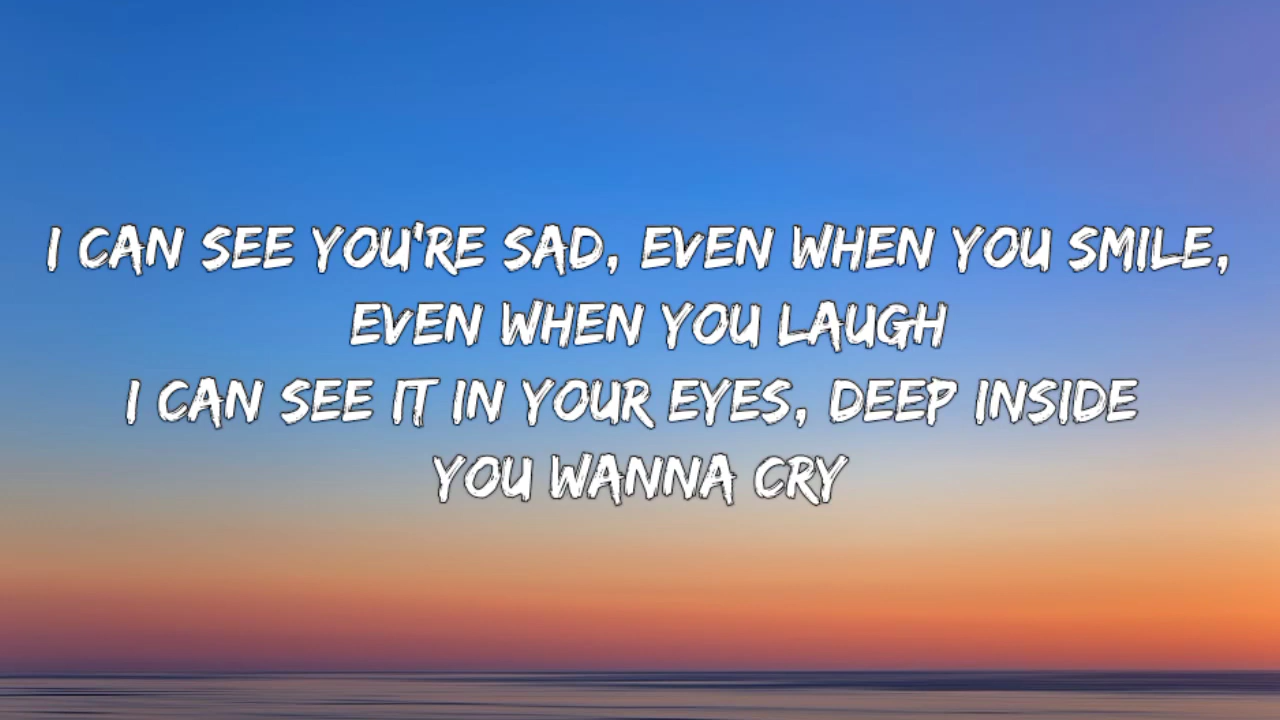 I CAN SEE YOU'RE SAD, EVEN WHEN YOU SMILE,
EVEN WHEN YOU LAUGH
I CAN SEE IT IN YOUR EYES, DEEP INSIDE
YOU WANNA CRY